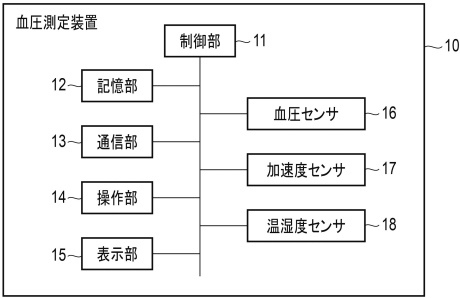 血圧測定装置
10
制御部
11
12
記憶部
血圧センサ
16
13
通信部
加速度センサ
17
14
操作部
温湿度センサ
18
15
表示部